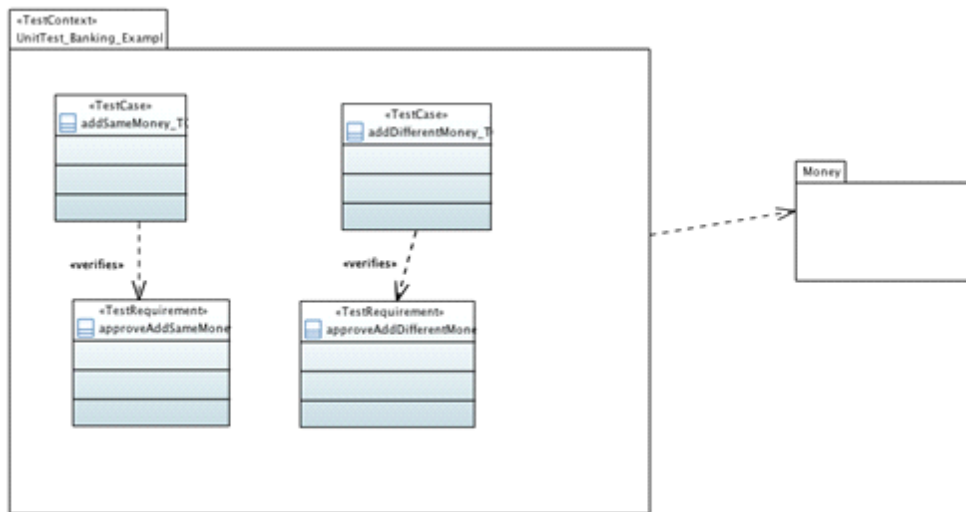 «TestContext»
UnitTest_Banking_Exampl
«TestCase»
addSameMoney_T
«TestCase»
addDifferentMoney_T
Money
«verifies»
«verifies»
«TestRequirement»
approveAddSameMone
«TestRequirement»
approveAddDifferentMone